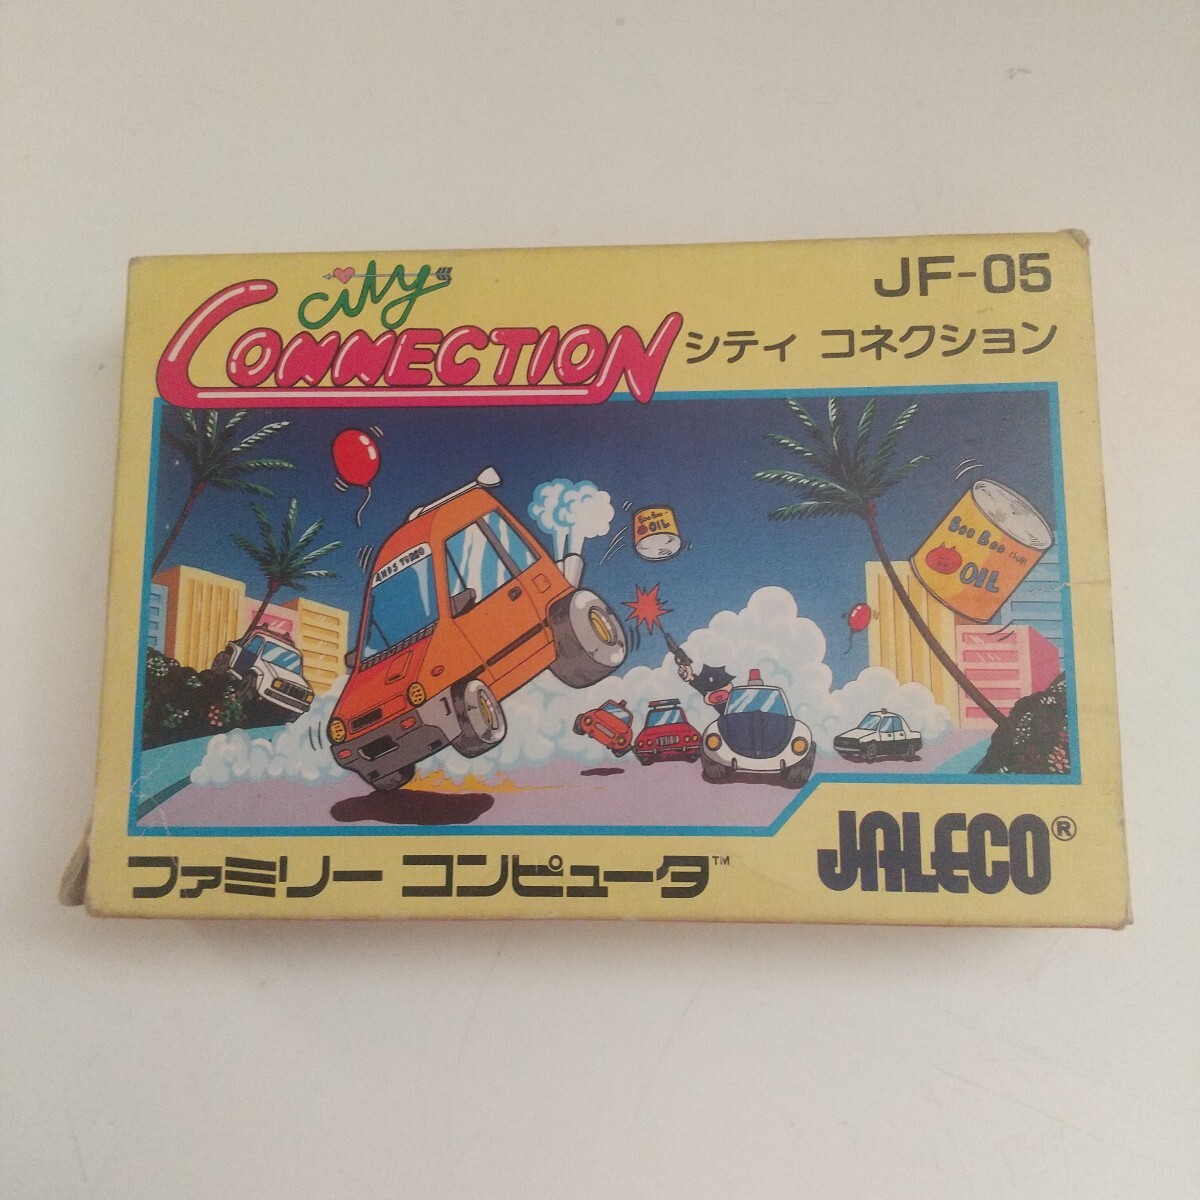 JF-05
city
CONNECTION
シティ コネクション
BOO BOO
OIL
BOO BOO CHAN
OIL
ファミリー コンピュータ™
JALECO®